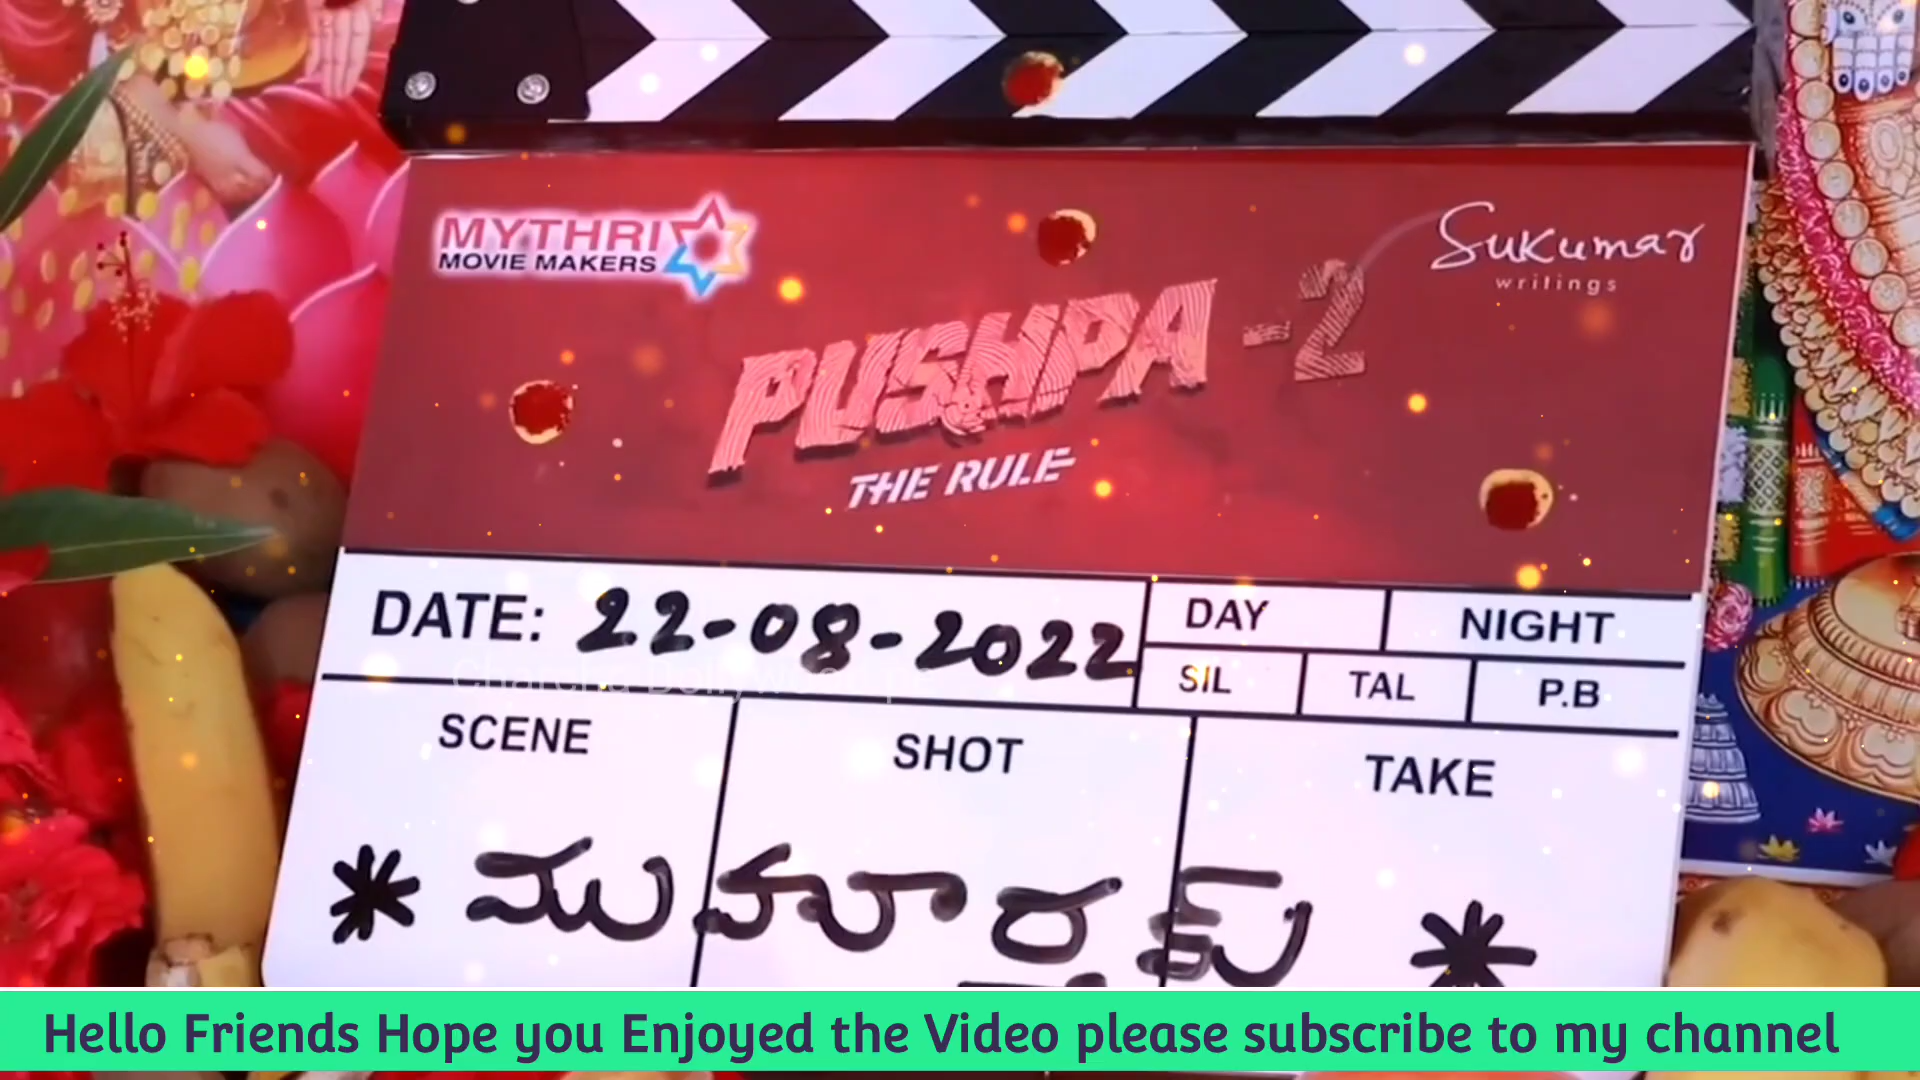 MYTHRI
MOVIE MAKERS
Sukumar
writings
PUSHPA -2
THE RULE
DATE: 22-08-2022
DAY
NIGHT
SIL
TAL
P.B
SCENE
SHOT
TAKE
* ముహూర్తమ్ *
Hello Friends Hope you Enjoyed the Video please subscribe to my channel